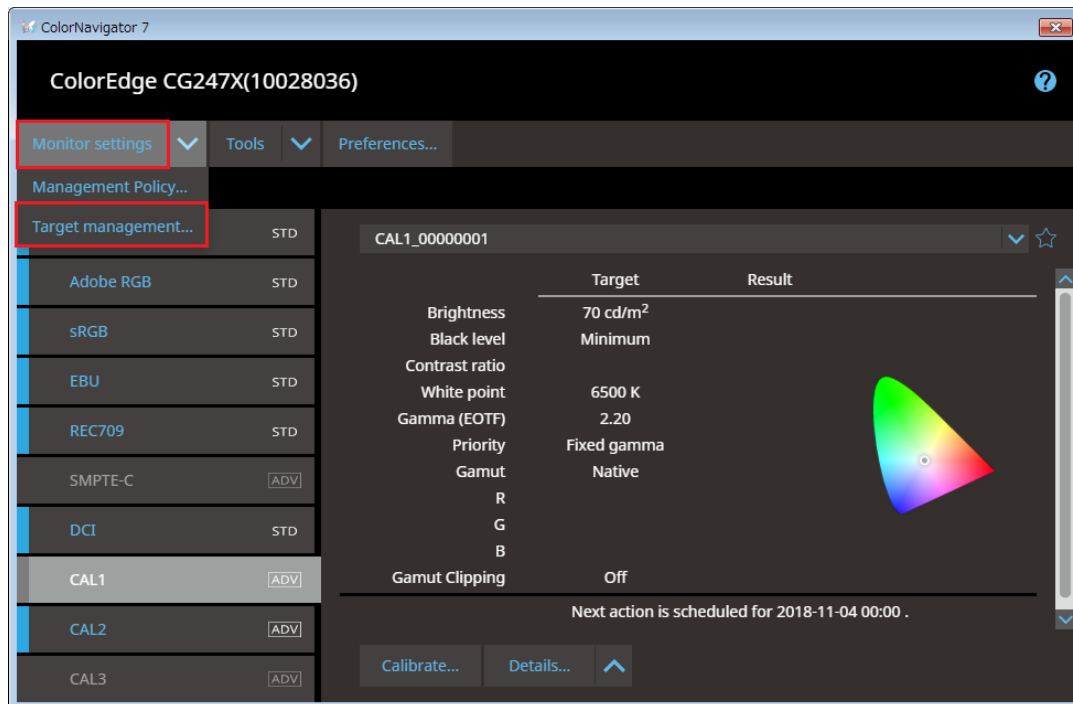 ColorNavigator 7
ColorEdge CG247X(10028036)
Monitor settings Tools Preferences...
Management Policy...
Target management...
STD
Adobe RGB STD
sRGB STD
EBU STD
REC709 STD
SMPTE-C ADV
DCI STD
CAL1 ADV
CAL2 ADV
CAL3 ADV
CAL1_00000001
Target Result
Brightness 70 cd/m²
Black level Minimum
Contrast ratio
White point 6500 K
Gamma (EOTF) 2.20
Priority Fixed gamma
Gamut Native
R
G
B
Gamut Clipping Off
Next action is scheduled for 2018-11-04 00:00 .
Calibrate... Details...